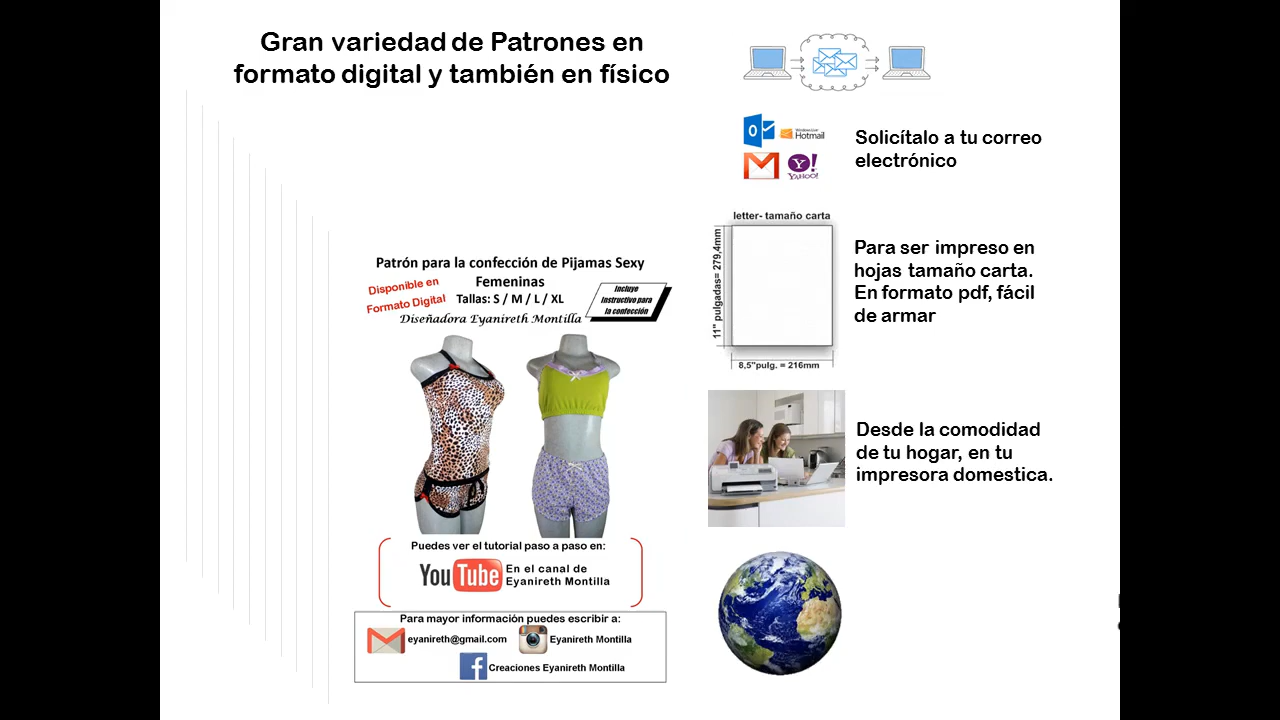 Gran variedad de Patrones en
formato digital y también en físico
Solicítalo a tu correo
electrónico
O
Windows Live
Hotmail
Y!
YAHOO!
letter- tamaño carta
11" pulgadas= 279,4mm
8,5"pulg. = 216mm
Para ser impreso en
hojas tamaño carta.
En formato pdf, fácil
de armar
Desde la comodidad
de tu hogar, en tu
impresora domestica.
Patrón para la confección de Pijamas Sexy
Femeninas
Tallas: S / M / L / XL
Diseñadora Eyanireth Montilla
Disponible en
Formato Digital
Incluye
Instructivo para
la confección
Puedes ver el tutorial paso a paso en:
YouTube
En el canal de
Eyanireth Montilla
Para mayor información puedes escribir a:
eyanireth@gmail.com
Eyanireth Montilla
Creaciones Eyanireth Montilla